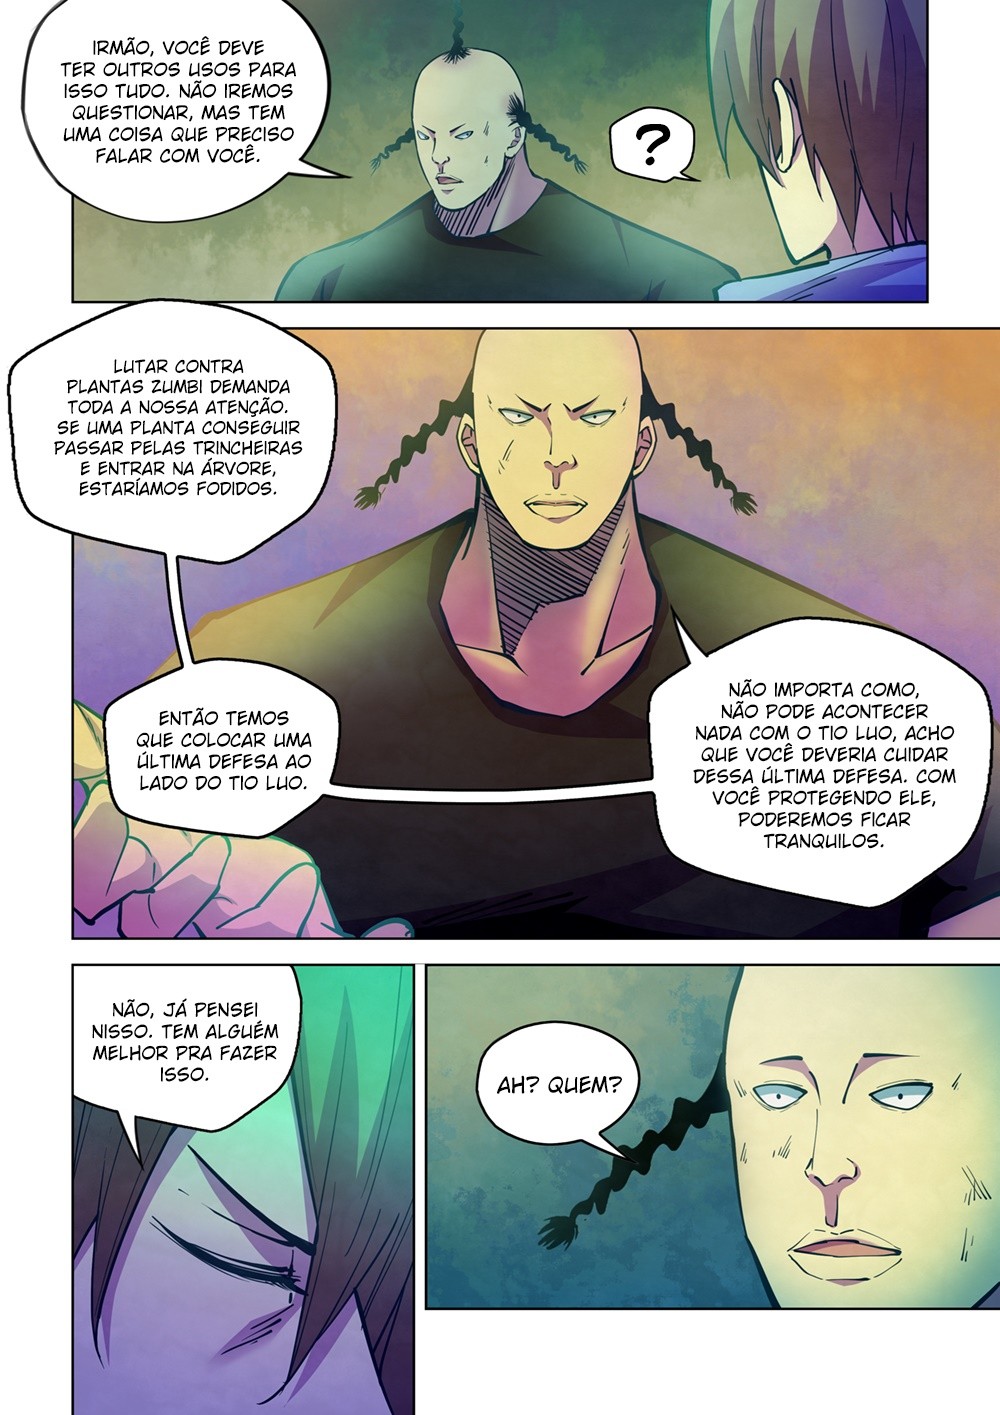 IRMÃO, VOCÊ DEVE
TER OUTROS USOS PARA
ISSO TUDO. NÃO IREMOS
QUESTIONAR, MAS TEM
UMA COISA QUE PRECISO
FALAR COM VOCÊ.
?
LUTAR CONTRA
PLANTAS ZUMBI DEMANDA
TODA A NOSSA ATENÇÃO.
SE UMA PLANTA CONSEGUIR
PASSAR PELAS TRINCHEIRAS
E ENTRAR NA ÁRVORE,
ESTARÍAMOS FODIDOS.
ENTÃO TEMOS
QUE COLOCAR UMA
ÚLTIMA DEFESA AO
LADO DO TIO LUO.
NÃO IMPORTA COMO,
NÃO PODE ACONTECER
NADA COM O TIO LUO, ACHO
QUE VOCÊ DEVERIA CUIDAR
DESSA ÚLTIMA DEFESA. COM
VOCÊ PROTEGENDO ELE,
PODEREMOS FICAR
TRANQUILOS.
NÃO, JÁ PENSEI
NISSO. TEM ALGUÉM
MELHOR PRA FAZER
ISSO.
AH? QUEM?